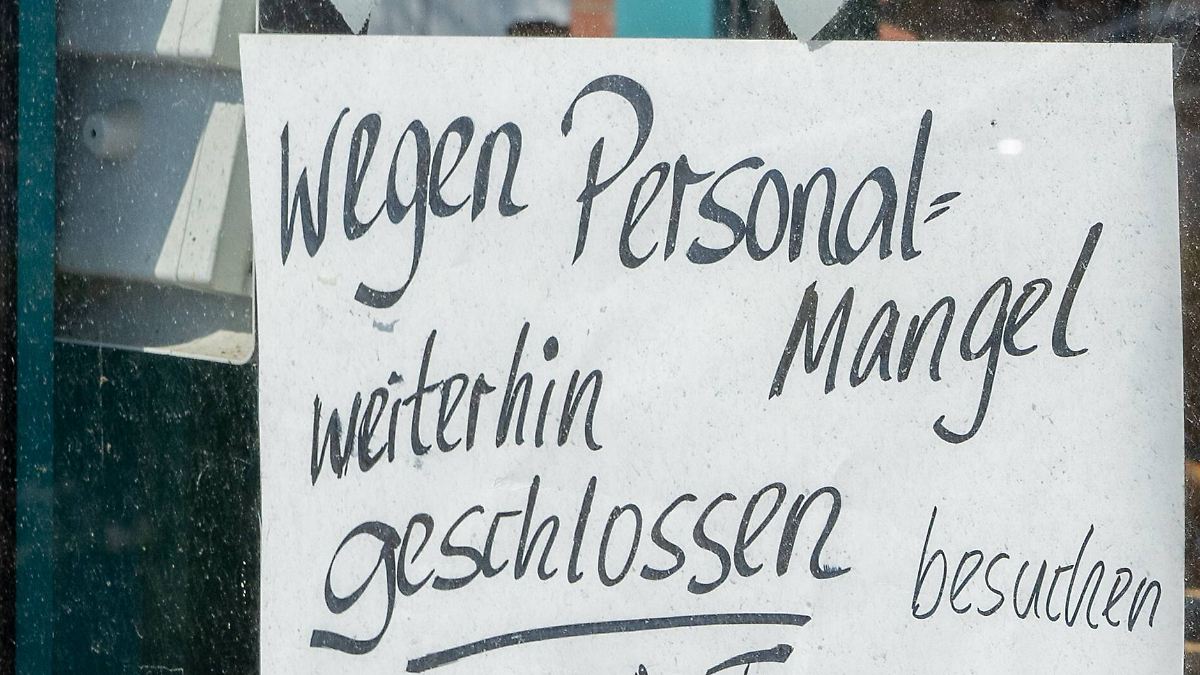 Wegen Personal=
Mangel
weiterhin
geschlossen
besuchen